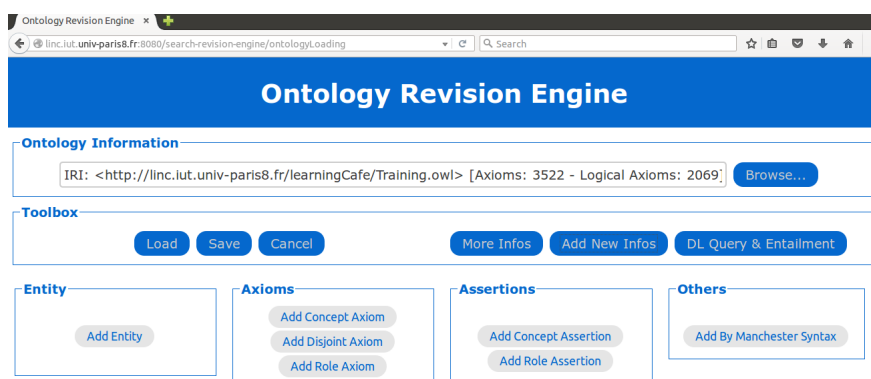 Ontology Revision Engine
linc.iut.univ-paris8.fr:8080/search-revision-engine/ontologyLoading
Search
Ontology Revision Engine
Ontology Information
IRI: <http://linc.iut.univ-paris8.fr/learningCafe/Training.owl> [Axioms: 3522 - Logical Axioms: 2069]
Browse...
Toolbox
Load Save Cancel More Infos Add New Infos DL Query & Entailment
Entity
Add Entity
Axioms
Add Concept Axiom
Add Disjoint Axiom
Add Role Axiom
Assertions
Add Concept Assertion
Add Role Assertion
Others
Add By Manchester Syntax